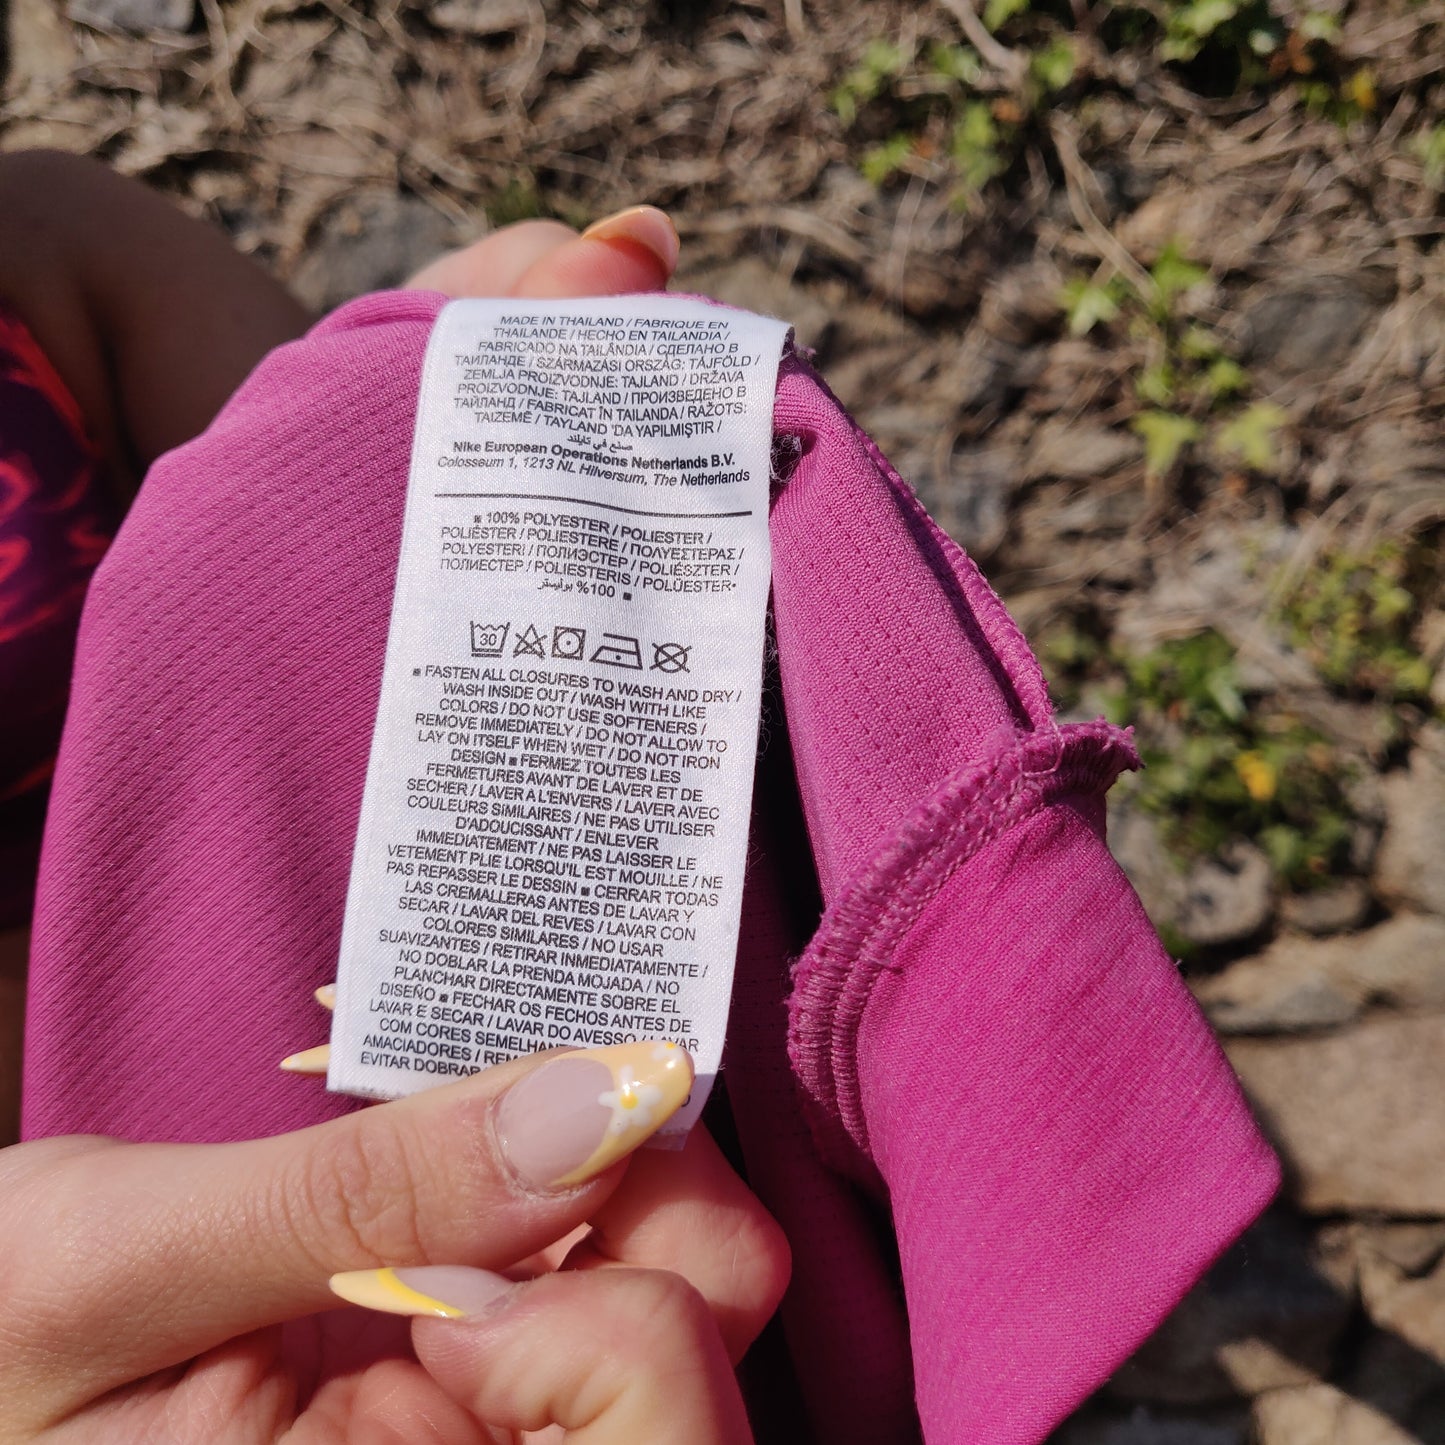 MADE IN THAILAND / FABRIQUE EN
THAILANDE / HECHO EN TAILANDIA /
FABRICADO NA TAILÂNDIA / СДЕЛАНО В
ТАИЛАНДЕ / SZÁRMAZÁSI ORSZÁG: TÁJFÖLD /
ZEMLJA PROIZVODNJE: TAJLAND / DRŽAVA
PROIZVODNJE: TAJLAND / ПРОИЗВЕДЕНО В
ТАЙЛАНД / FABRICAT ÎN TAILANDA / RAŽOTS:
TAIZEMĒ / TAYLAND 'DA YAPILMIŞTIR /
صنع في تايلند
Nike European Operations Netherlands B.V.
Colosseum 1, 1213 NL Hilversum, The Netherlands
■ 100% POLYESTER / POLIESTER /
POLIÉSTER / POLIESTERE / ΠΟΛΥΕΣΤΕΡΑΣ /
POLYESTERI / ПОЛИЭСТЕР / POLIÉSZTER /
ПОЛИЕСТЕР / POLIESTERIS / POLÜESTER•
100% بوليستر ■
30
■ FASTEN ALL CLOSURES TO WASH AND DRY /
WASH INSIDE OUT / WASH WITH LIKE
COLORS / DO NOT USE SOFTENERS /
REMOVE IMMEDIATELY / DO NOT ALLOW TO
LAY ON ITSELF WHEN WET / DO NOT IRON
DESIGN ■ FERMEZ TOUTES LES
FERMETURES AVANT DE LAVER ET DE
SECHER / LAVER A L'ENVERS / LAVER AVEC
COULEURS SIMILAIRES / NE PAS UTILISER
D'ADOUCISSANT / ENLEVER
IMMEDIATEMENT / NE PAS LAISSER LE
VETEMENT PLIE LORSQU'IL EST MOUILLE / NE
PAS REPASSER LE DESSIN ■ CERRAR TODAS
LAS CREMALLERAS ANTES DE LAVAR Y
SECAR / LAVAR DEL REVES / LAVAR CON
COLORES SIMILARES / NO USAR
SUAVIZANTES / RETIRAR INMEDIATAMENTE /
NO DOBLAR LA PRENDA MOJADA / NO
PLANCHAR DIRECTAMENTE SOBRE EL
DISEÑO ■ FECHAR OS FECHOS ANTES DE
LAVAR E SECAR / LAVAR DO AVESSO / LAVAR
COM CORES SEMELHANT
AMACIADORES / REM
EVITAR DOBRAR